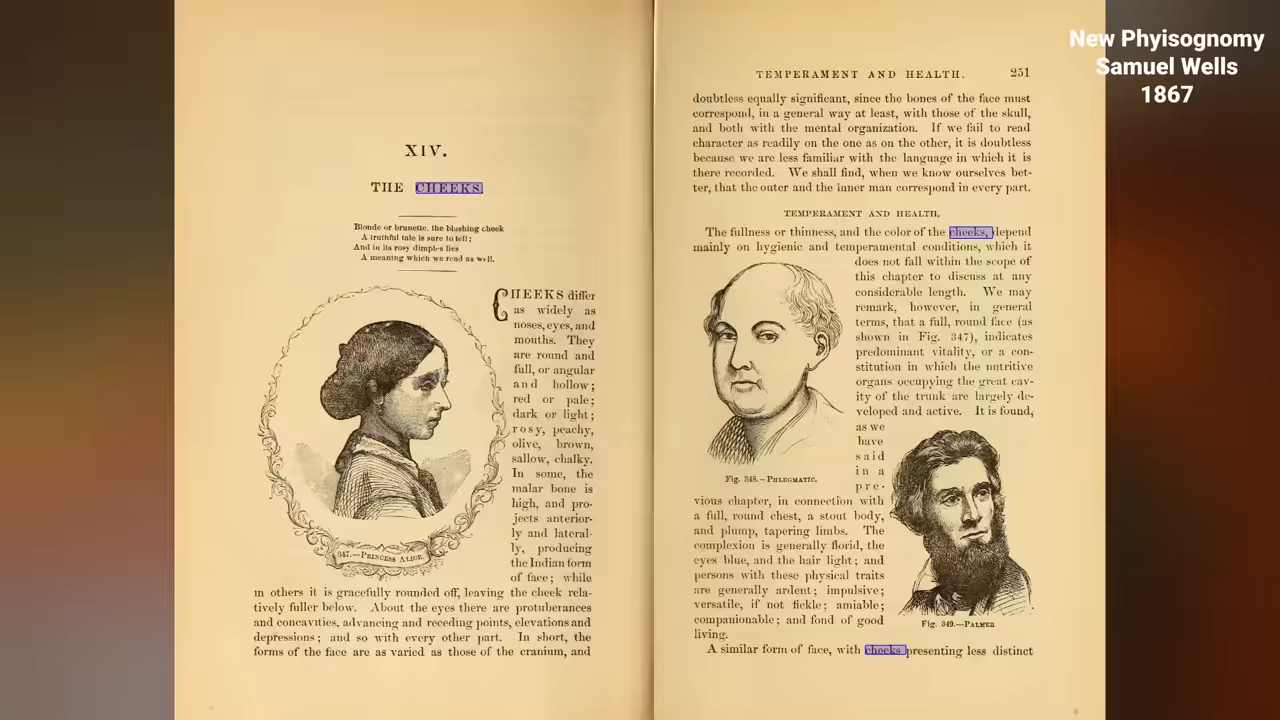 New Phyisognomy
Samuel Wells
1867
XIV.
THE CHEEKS.
Blonde or brunette, the blushing cheek
A truthful tale is sure to tell;
And in its rosy dimples lies
A meaning which we read as well.
CHEEKS differ
as widely as
noses, eyes, and
mouths. They
are round and
full, or angular
and hollow;
red or pale;
dark or light;
rosy, peachy,
olive, brown,
sallow, chalky.
In some, the
malar bone is
high, and pro-
jects anterior-
ly and lateral-
ly, producing
the Indian form
of face; while
347.—PRINCESS ALICE.
in others it is gracefully rounded off, leaving the cheek rela-
tively fuller below. About the eyes there are protuberances
and concavities, advancing and receding points, elevations and
depressions; and so with every other part. In short, the
forms of the face are as varied as those of the cranium, and
TEMPERAMENT AND HEALTH. 251
doubtless equally significant, since the bones of the face must
correspond, in a general way at least, with those of the skull,
and both with the mental organization. If we fail to read
character as readily on the one as on the other, it is doubtless
because we are less familiar with the language in which it is
there recorded. We shall find, when we know ourselves bet-
ter, that the outer and the inner man correspond in every part.
TEMPERAMENT AND HEALTH.
The fullness or thinness, and the color of the cheeks, depend
mainly on hygienic and temperamental conditions, which it
does not fall within the scope of
this chapter to discuss at any
considerable length. We may
remark, however, in general
terms, that a full, round face (as
shown in Fig. 347), indicates
predominant vitality, or a con-
stitution in which the nutritive
organs occupying the great cav-
ity of the trunk are largely de-
veloped and active. It is found,
as we
have
said
in a
pre-
Fig. 348.—PHLEGMATIC.
vious chapter, in connection with
a full, round chest, a stout body,
and plump, tapering limbs. The
complexion is generally florid, the
eyes blue, and the hair light; and
persons with these physical traits
are generally ardent; impulsive;
versatile, if not fickle; amiable;
companionable; and fond of good
living.
Fig. 349.—PALMER
A similar form of face, with cheeks presenting less distinct